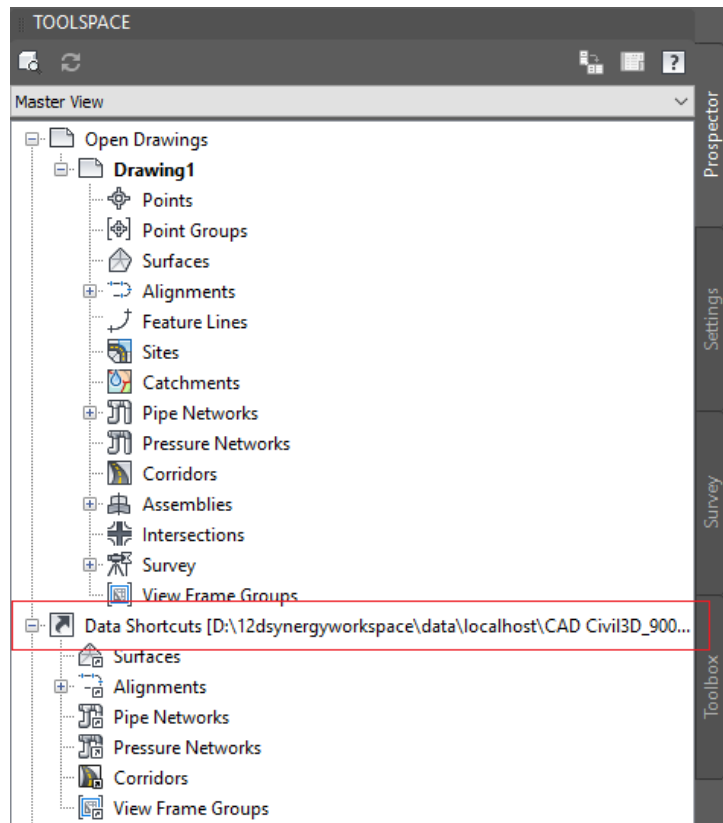 TOOLSPACE
?
Master View
Open Drawings
Drawing1
Points
Point Groups
Surfaces
Alignments
Feature Lines
Sites
Catchments
Pipe Networks
Pressure Networks
Corridors
Assemblies
Intersections
Survey
View Frame Groups
Data Shortcuts [D:\12dsynergyworkspace\data\localhost\CAD Civil3D_900...
Surfaces
Alignments
Pipe Networks
Pressure Networks
Corridors
View Frame Groups
Prospector
Settings
Survey
Toolbox